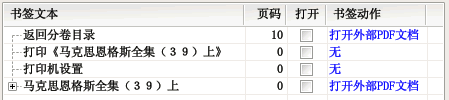 书签文本 页码 打开 书签动作
返回分卷目录 10 打开外部PDF文档
打印《马克思恩格斯全集（３９）上》 0 无
打印机设置 0 无
马克思恩格斯全集（３９）上 0 打开外部PDF文档